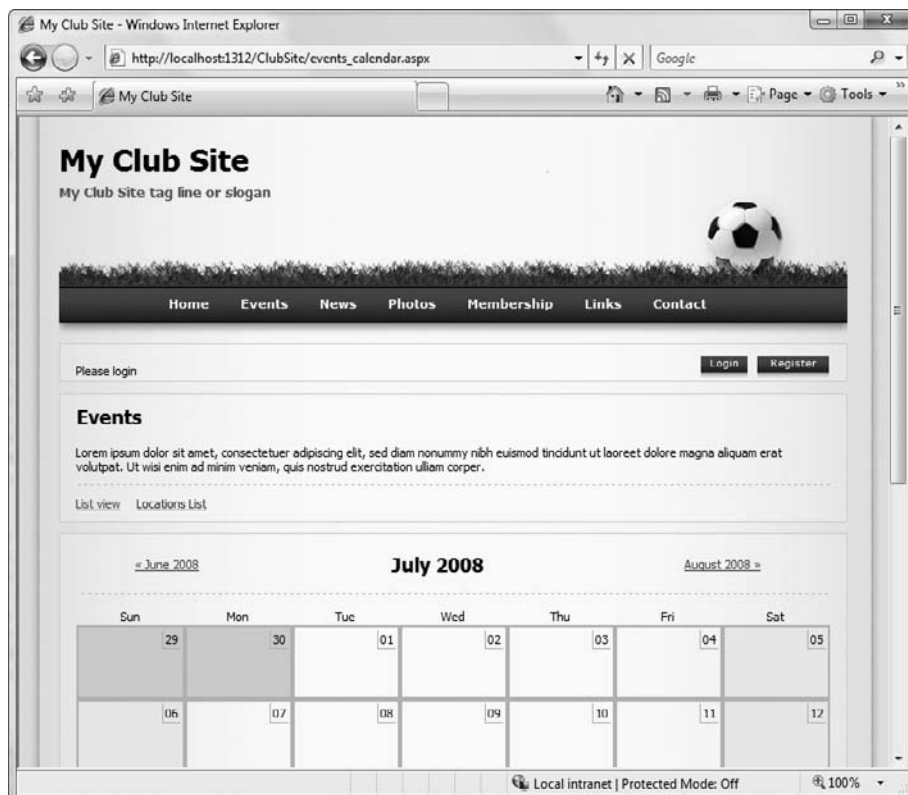 My Club Site - Windows Internet Explorer
http://localhost:1312/ClubSite/events_calendar.aspx
Google
My Club Site
Page
Tools
My Club Site
My Club Site tag line or slogan
Home Events News Photos Membership Links Contact
Please login
Login Register
Events
Lorem ipsum dolor sit amet, consectetuer adipiscing elit, sed diam nonummy nibh euismod tincidunt ut laoreet dolore magna aliquam erat
volutpat. Ut wisi enim ad minim veniam, quis nostrud exercitation ulliam corper.
List view Locations List
« June 2008 July 2008 August 2008 »
Sun Mon Tue Wed Thu Fri Sat
29 30 01 02 03 04 05
06 07 08 09 10 11 12
Local intranet | Protected Mode: Off 100%